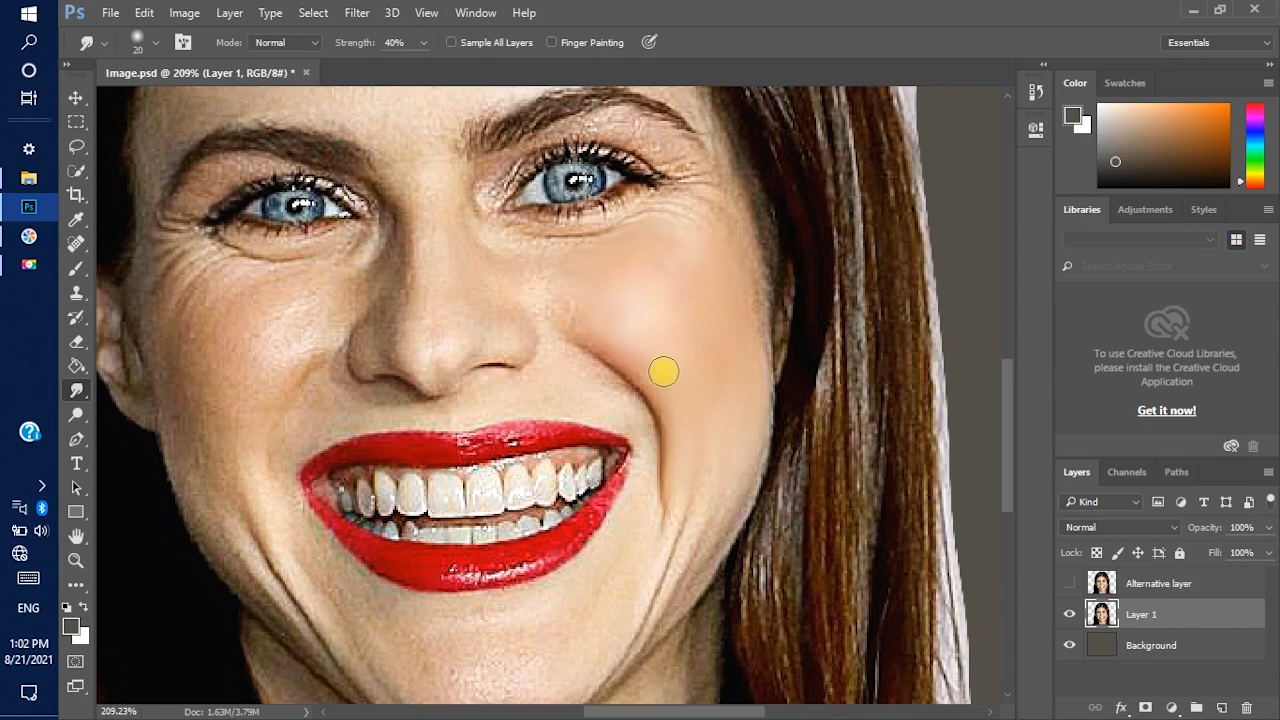 Ps File Edit Image Layer Type Select Filter 3D View Window Help
20 Mode: Normal Strength: 40% Sample All Layers Finger Painting Essentials
Image.psd @ 209% (Layer 1, RGB/8#) * ×
Color Swatches
Libraries Adjustments Styles
Search Adobe Stock
To use Creative Cloud Libraries,
please install the Creative Cloud
Application
Get it now!
Layers Channels Paths
Kind
Normal Opacity: 100%
Lock: Fill: 100%
Alternative layer
Layer 1
Background
Ps
T
ENG
1:02 PM
8/21/2021
209.23% Doc: 1.63M/3.79M